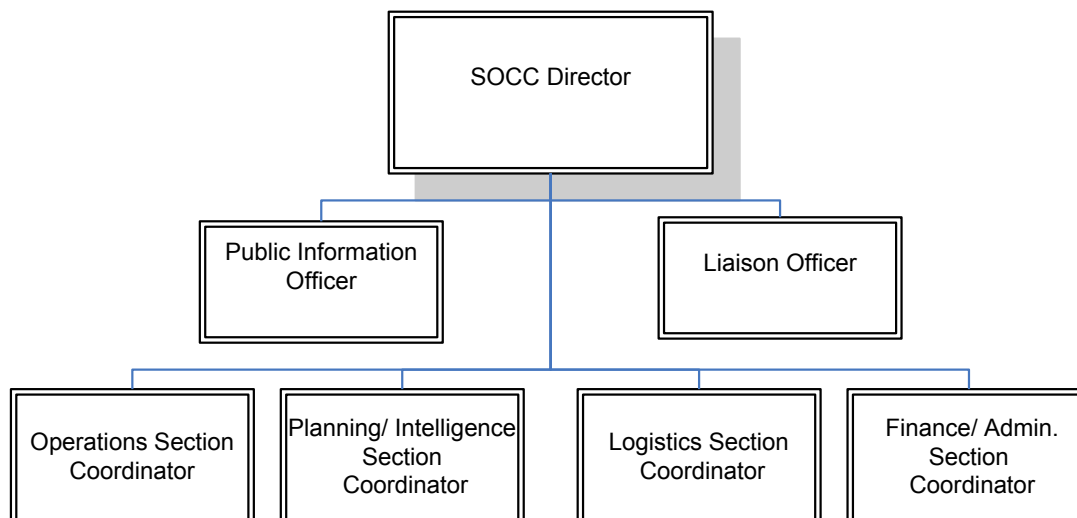 SOCC Director
Public Information
Officer
Liaison Officer
Operations Section
Coordinator
Planning/ Intelligence
Section
Coordinator
Logistics Section
Coordinator
Finance/ Admin.
Section
Coordinator